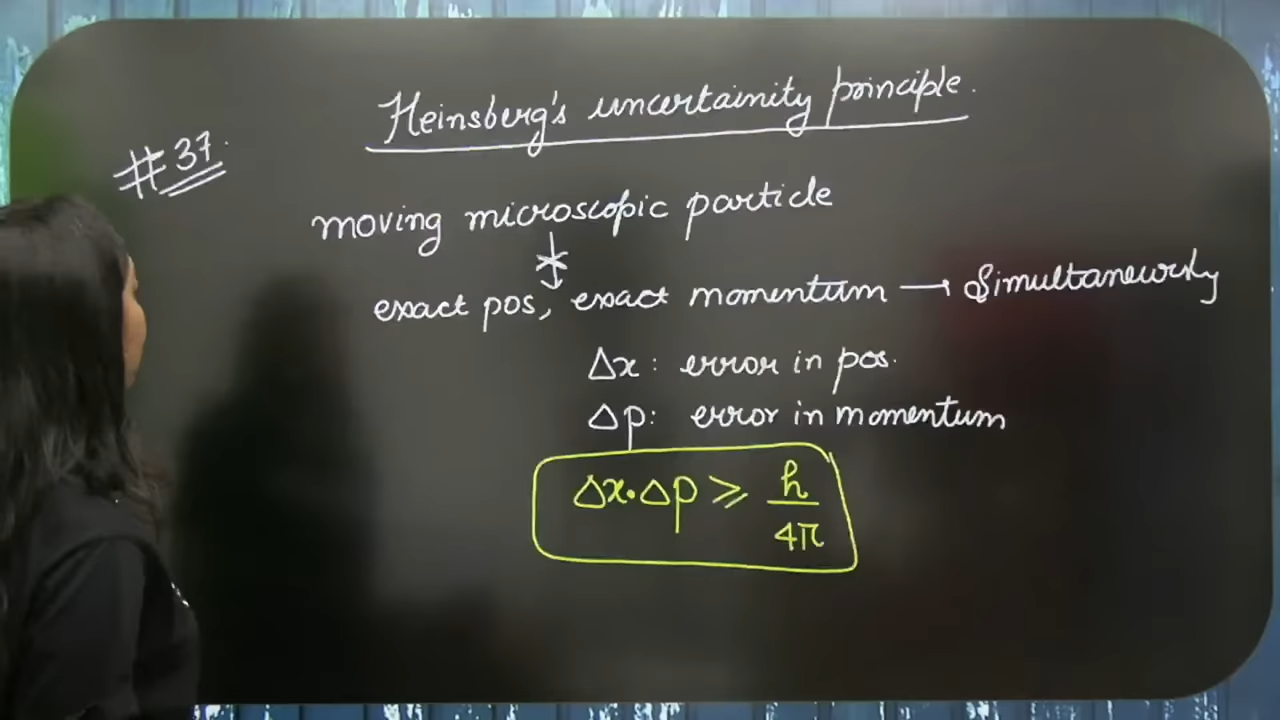 Heinsberg's uncertainity principle.
#37.
moving microscopic particle
exact pos, exact momentum → Simultaneously
Δx : error in pos.
Δp : error in momentum
Δx·Δp ≥ h/4π